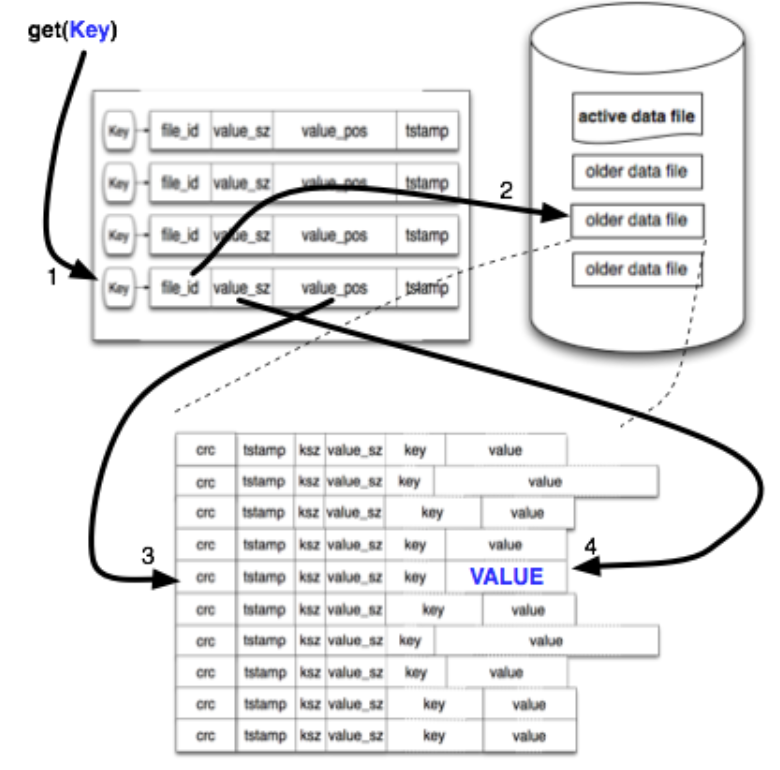 get(Key)
Key file_id value_sz value_pos tstamp
Key file_id value_sz value_pos tstamp
Key file_id value_sz value_pos tstamp
Key file_id value_sz value_pos tstamp
active data file
older data file
older data file
older data file
1
2
3
4
crc tstamp ksz value_sz key value
crc tstamp ksz value_sz key value
crc tstamp ksz value_sz key value
crc tstamp ksz value_sz key value
crc tstamp ksz value_sz key VALUE
crc tstamp ksz value_sz key value
crc tstamp ksz value_sz key value
crc tstamp ksz value_sz key value
crc tstamp ksz value_sz key value
crc tstamp ksz value_sz key value